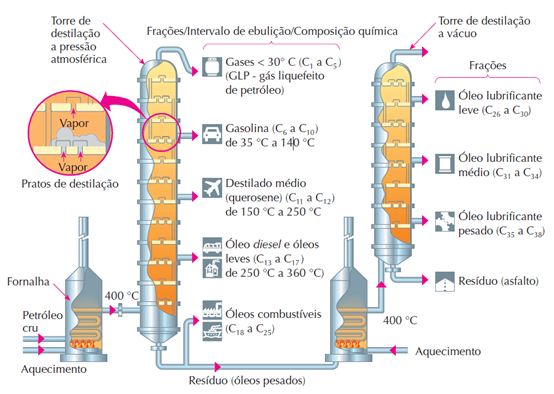 Torre de
destilação
a pressão
atmosférica
Frações/Intervalo de ebulição/Composição química
Torre de destilação
a vácuo
Gases < 30° C (C₁ a C₅)
(GLP - gás liquefeito
de petróleo)
Gasolina (C₆ a C₁₀)
de 35 °C a 140 °C
Destilado médio
(querosene) (C₁₁ a C₁₂)
de 150 °C a 250 °C
Óleo diesel e óleos
leves (C₁₃ a C₁₇)
de 250 °C a 360 °C)
Óleos combustíveis
(C₁₈ a C₂₅)
Vapor
Vapor
Pratos de destilação
Fornalha
400 °C
Petróleo
cru
Aquecimento
Resíduo (óleos pesados)
Frações
Óleo lubrificante
leve (C₂₆ a C₃₀)
Óleo lubrificante
médio (C₃₁ a C₃₄)
Óleo lubrificante
pesado (C₃₅ a C₃₈)
Resíduo (asfalto)
400 °C
Aquecimento